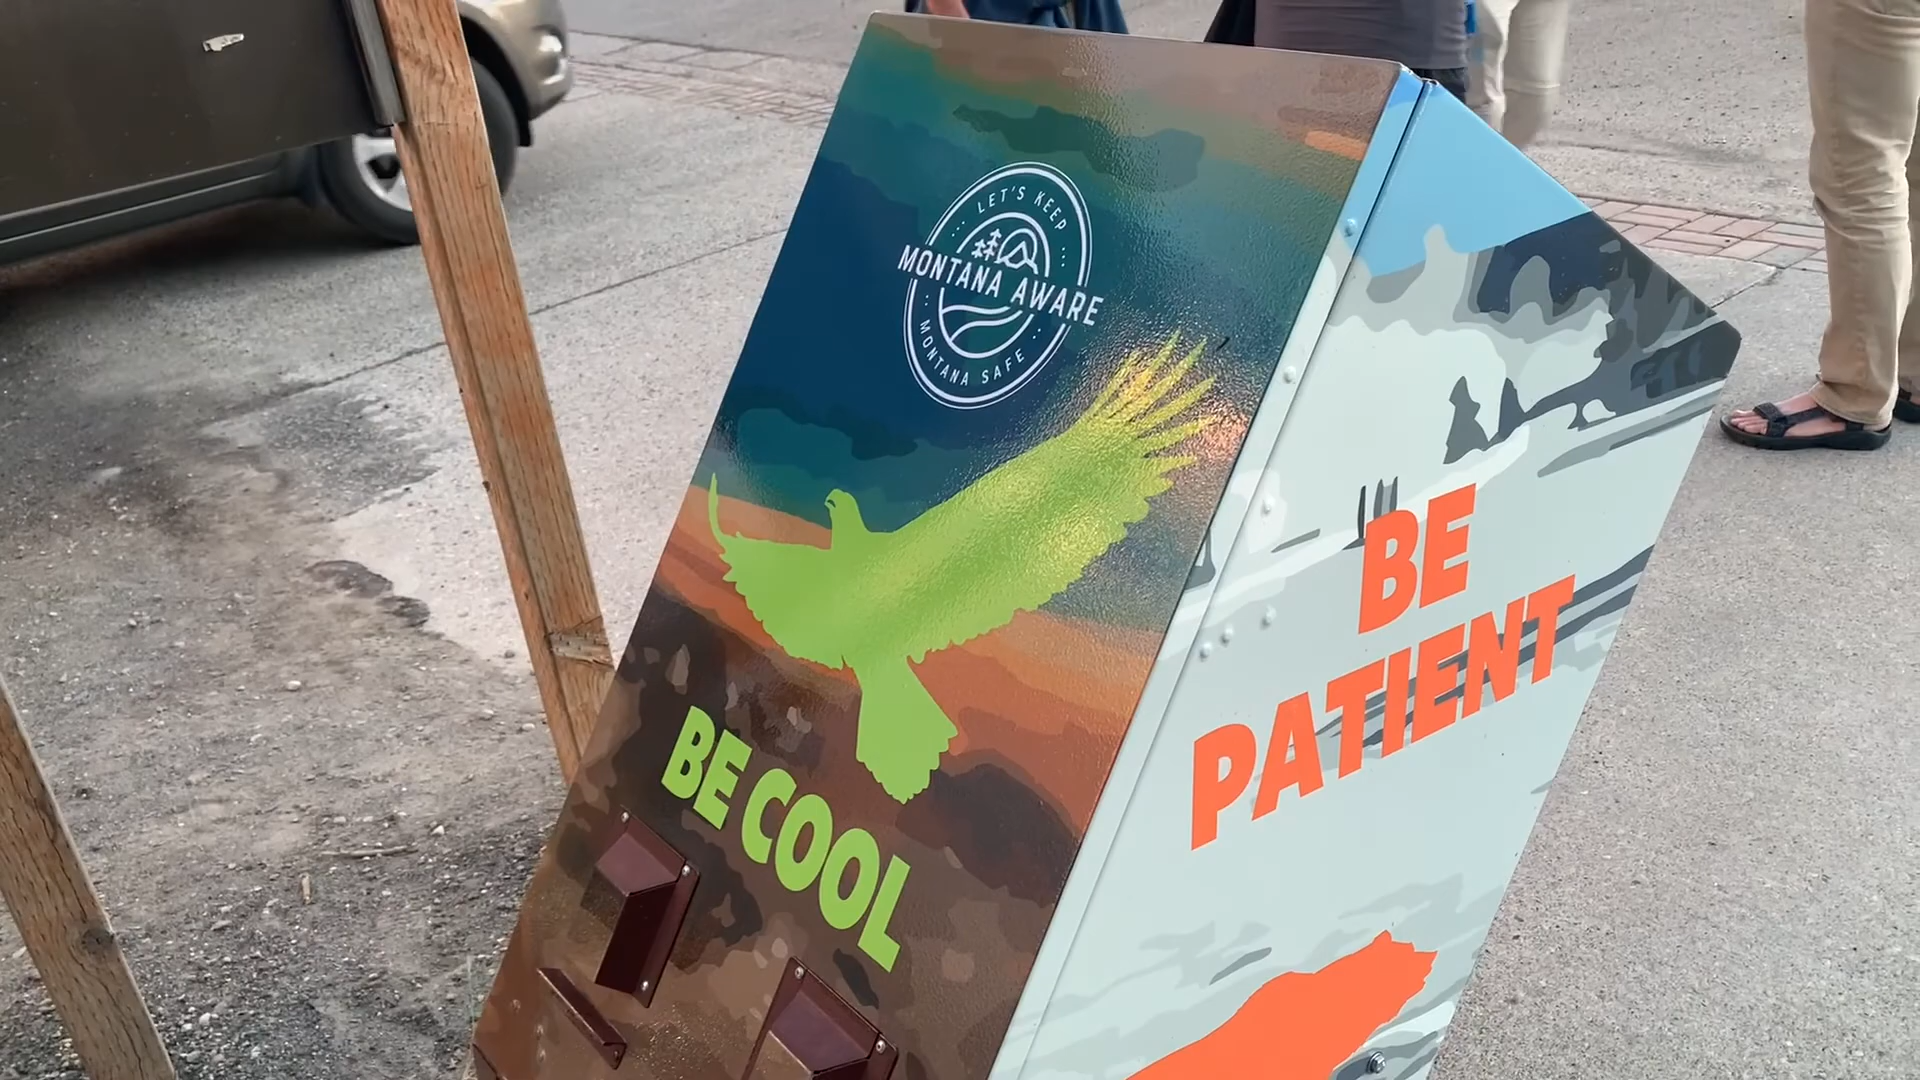 LET'S KEEP
MONTANA AWARE
MONTANA SAFE
BE COOL
BE
PATIENT